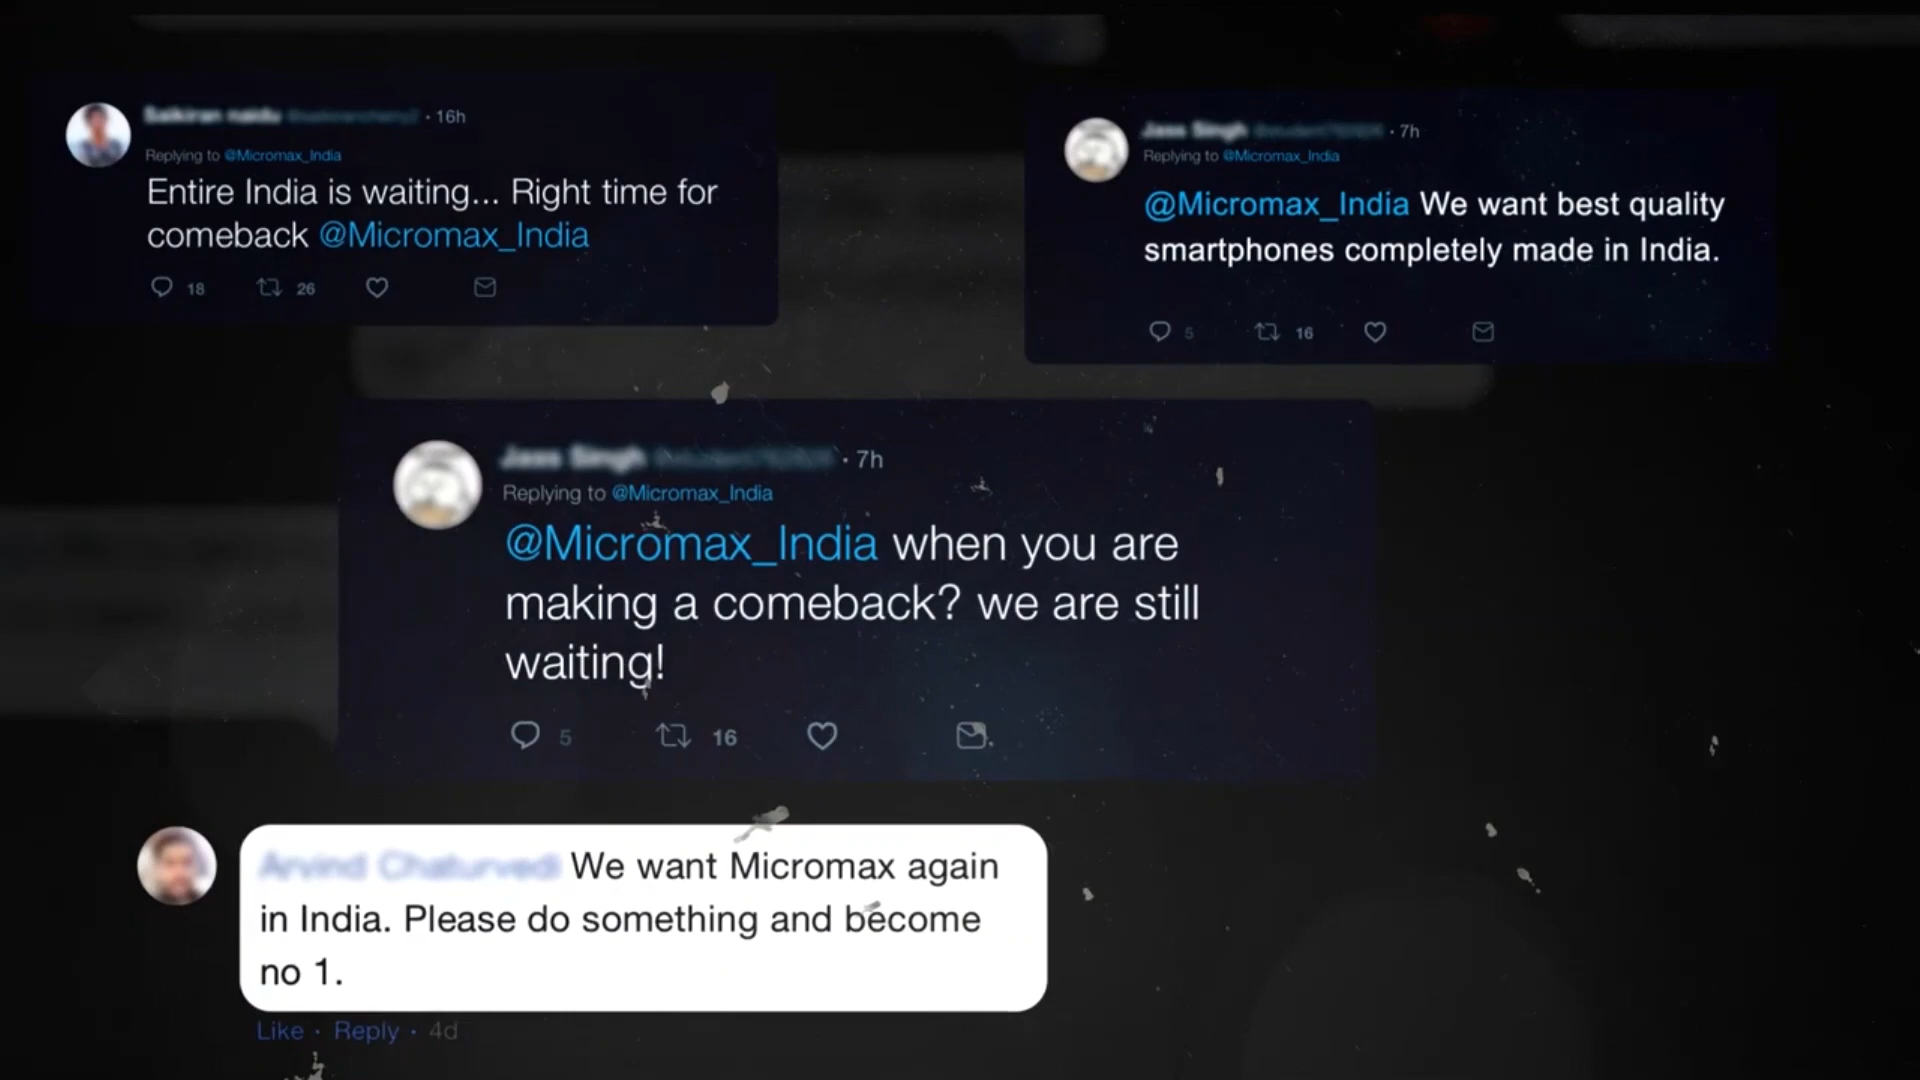 · 16h
Replying to @Micromax_India
Entire India is waiting... Right time for
comeback @Micromax_India
18 26
· 7h
Replying to @Micromax_India
@Micromax_India We want best quality
smartphones completely made in India.
5 16
· 7h
Replying to @Micromax_India
@Micromax_India when you are
making a comeback? we are still
waiting!
5 16
We want Micromax again
in India. Please do something and become
no 1.
Like · Reply · 4d